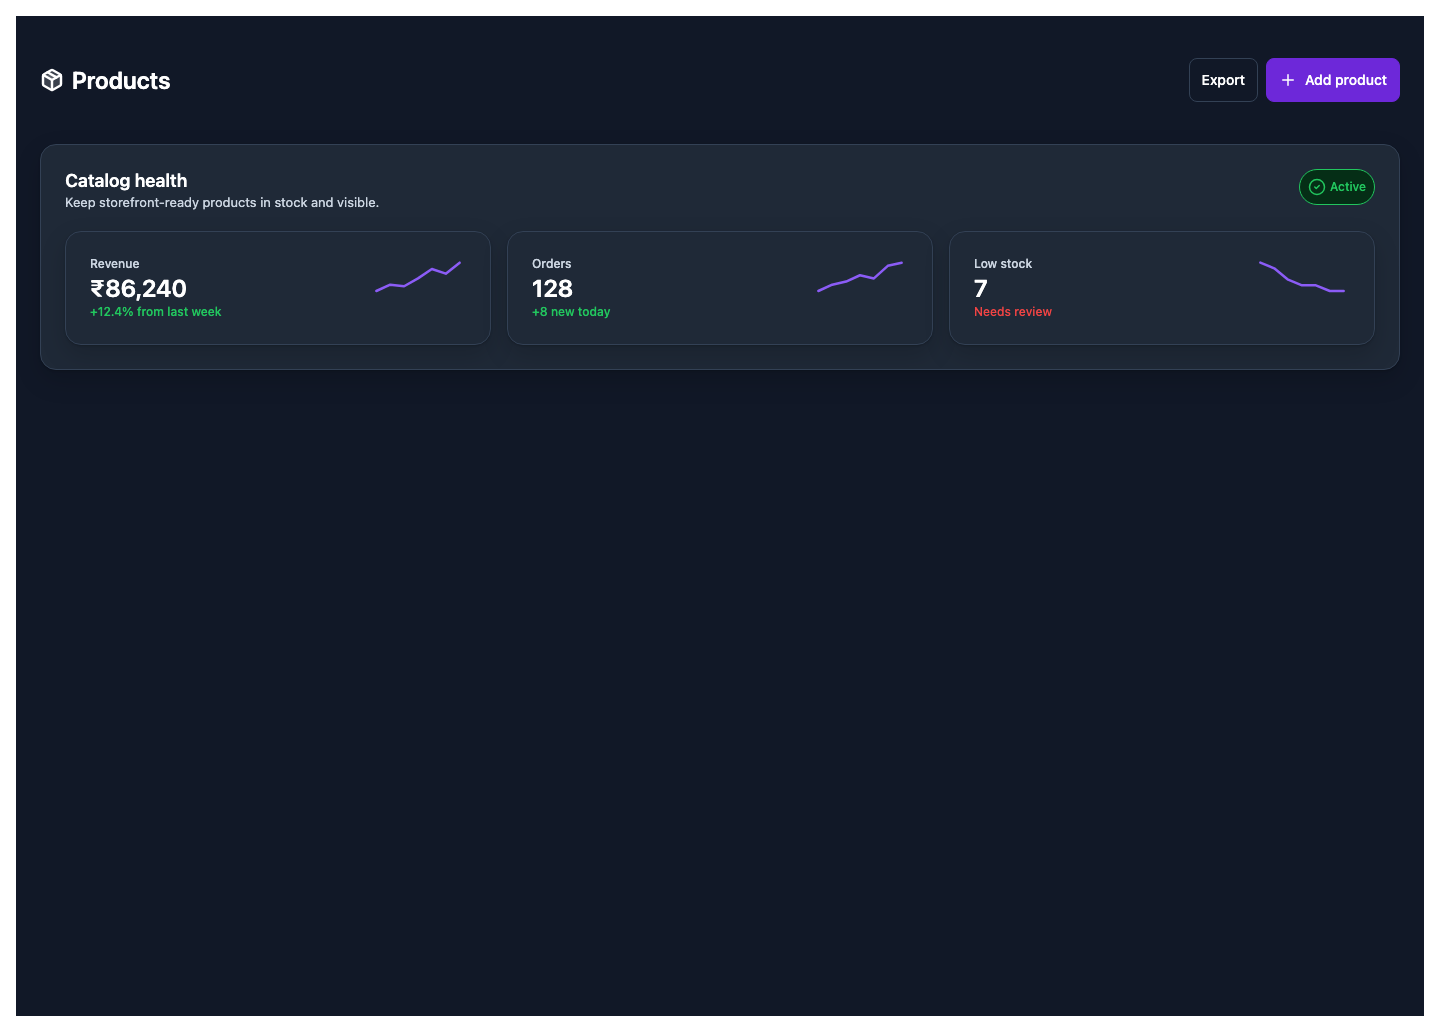 Products
Export
Add product
Catalog health
Keep storefront-ready products in stock and visible.
Active
Revenue
₹86,240
+12.4% from last week
Orders
128
+8 new today
Low stock
7
Needs review